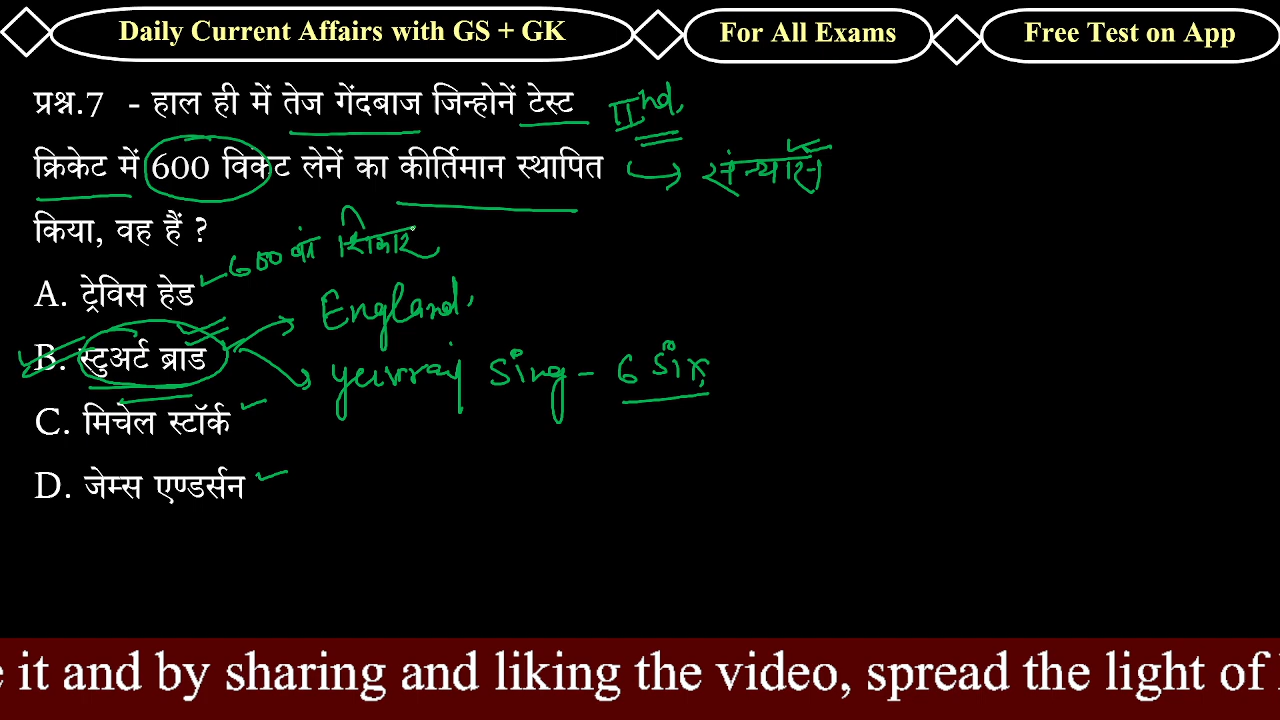 Daily Current Affairs with GS + GK For All Exams Free Test on App
प्रश्न.7 - हाल ही में तेज गेंदबाज जिन्होनें टेस्ट IInd.
क्रिकेट में 600 विकेट लेनें का कीर्तिमान स्थापित संन्यास
किया, वह हैं ?
600 वां शिकार
A. ट्रेविस हेड
England.
B. स्टुअर्ट ब्राड
yuvraj Sing - 6 Six,
C. मिचेल स्टॉर्क
D. जेम्स एण्डर्सन
e it and by sharing and liking the video, spread the light of